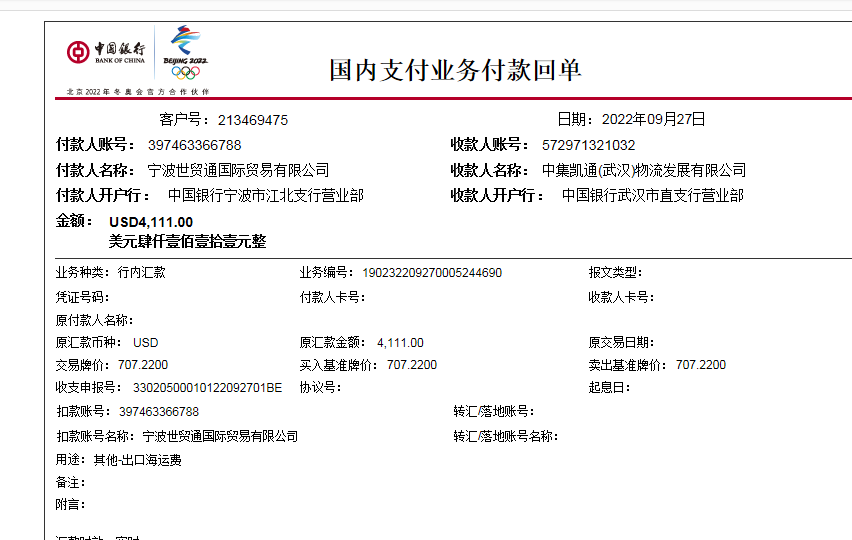 中国银行
BANK OF CHINA
BEIJING 2022
北京2022年冬奥会官方合作伙伴
国内支付业务付款回单
客户号：213469475 日期：2022年09月27日
付款人账号：397463366788 收款人账号：572971321032
付款人名称：宁波世贸通国际贸易有限公司 收款人名称：中集凯通(武汉)物流发展有限公司
付款人开户行：中国银行宁波市江北支行营业部 收款人开户行：中国银行武汉市直支行营业部
金额：USD4,111.00
美元肆仟壹佰壹拾壹元整
业务种类：行内汇款 业务编号：190232209270005244690 报文类型：
凭证号码： 付款人卡号： 收款人卡号：
原付款人名称：
原汇款币种：USD 原汇款金额：4,111.00 原交易日期：
交易牌价：707.2200 买入基准牌价：707.2200 卖出基准牌价：707.2200
收支申报号：33020500010122092701BE 协议号： 起息日：
扣款账号：397463366788 转汇/落地账号：
扣款账号名称：宁波世贸通国际贸易有限公司 转汇/落地账号名称：
用途：其他-出口海运费
备注：
附言：